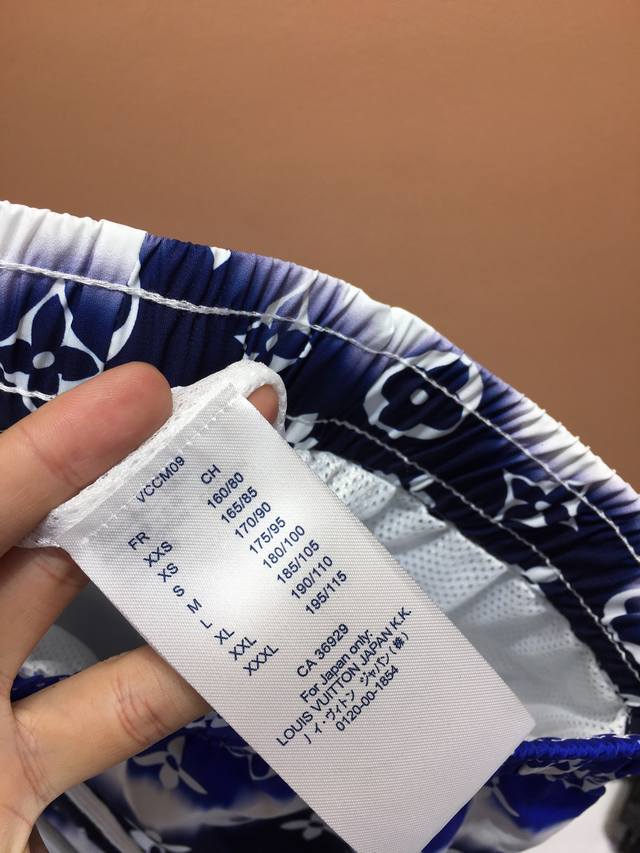 VCCM09
FR CH
XXS 160/80
XS 165/85
S 170/90
M 175/95
L 180/100
XL 185/105
XXL 190/110
XXXL 195/115
CA 36929
For Japan only:
LOUIS VUITTON JAPAN K.K.
イ・ヴィトン ジャパン(株)
0120-00-1854